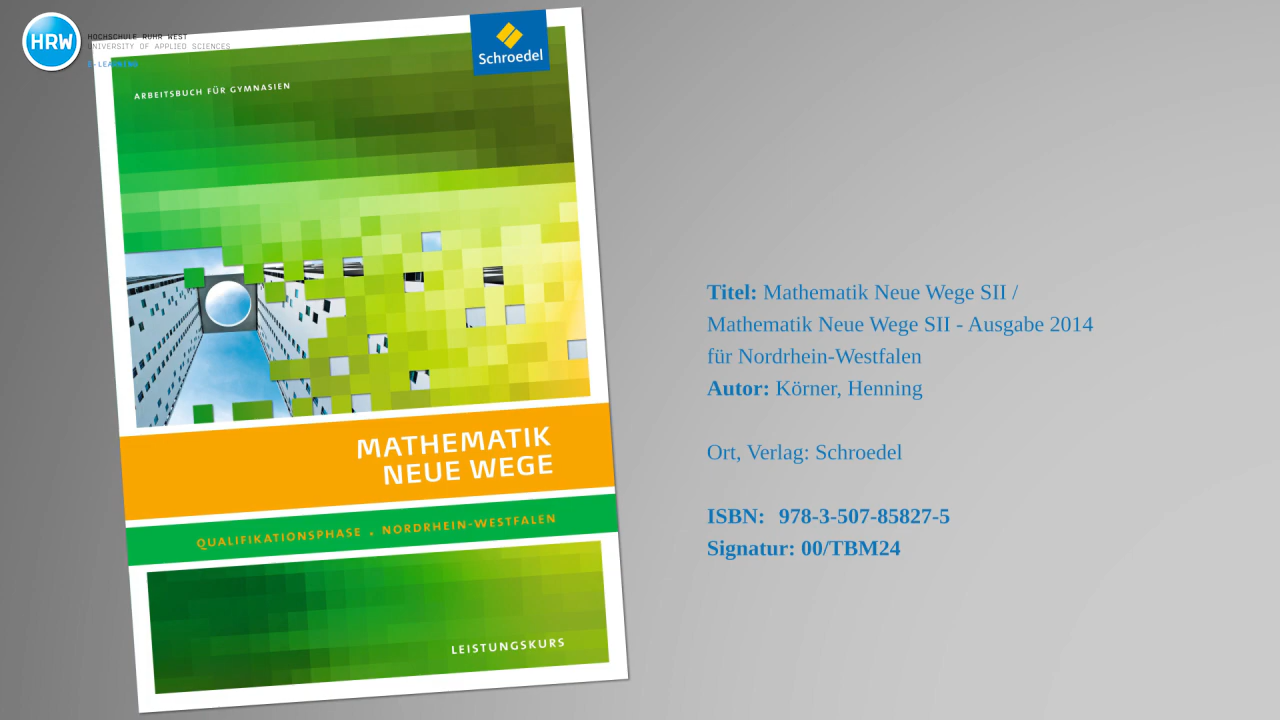 HRW
HOCHSCHULE RUHR WEST
UNIVERSITY OF APPLIED SCIENCES
E-LEARNING
Schroedel
ARBEITSBUCH FÜR GYMNASIEN
MATHEMATIK
NEUE WEGE
QUALIFIKATIONSPHASE . NORDRHEIN-WESTFALEN
LEISTUNGSKURS
Titel: Mathematik Neue Wege SII /
Mathematik Neue Wege SII - Ausgabe 2014
für Nordrhein-Westfalen
Autor: Körner, Henning
Ort, Verlag: Schroedel
ISBN: 978-3-507-85827-5
Signatur: 00/TBM24